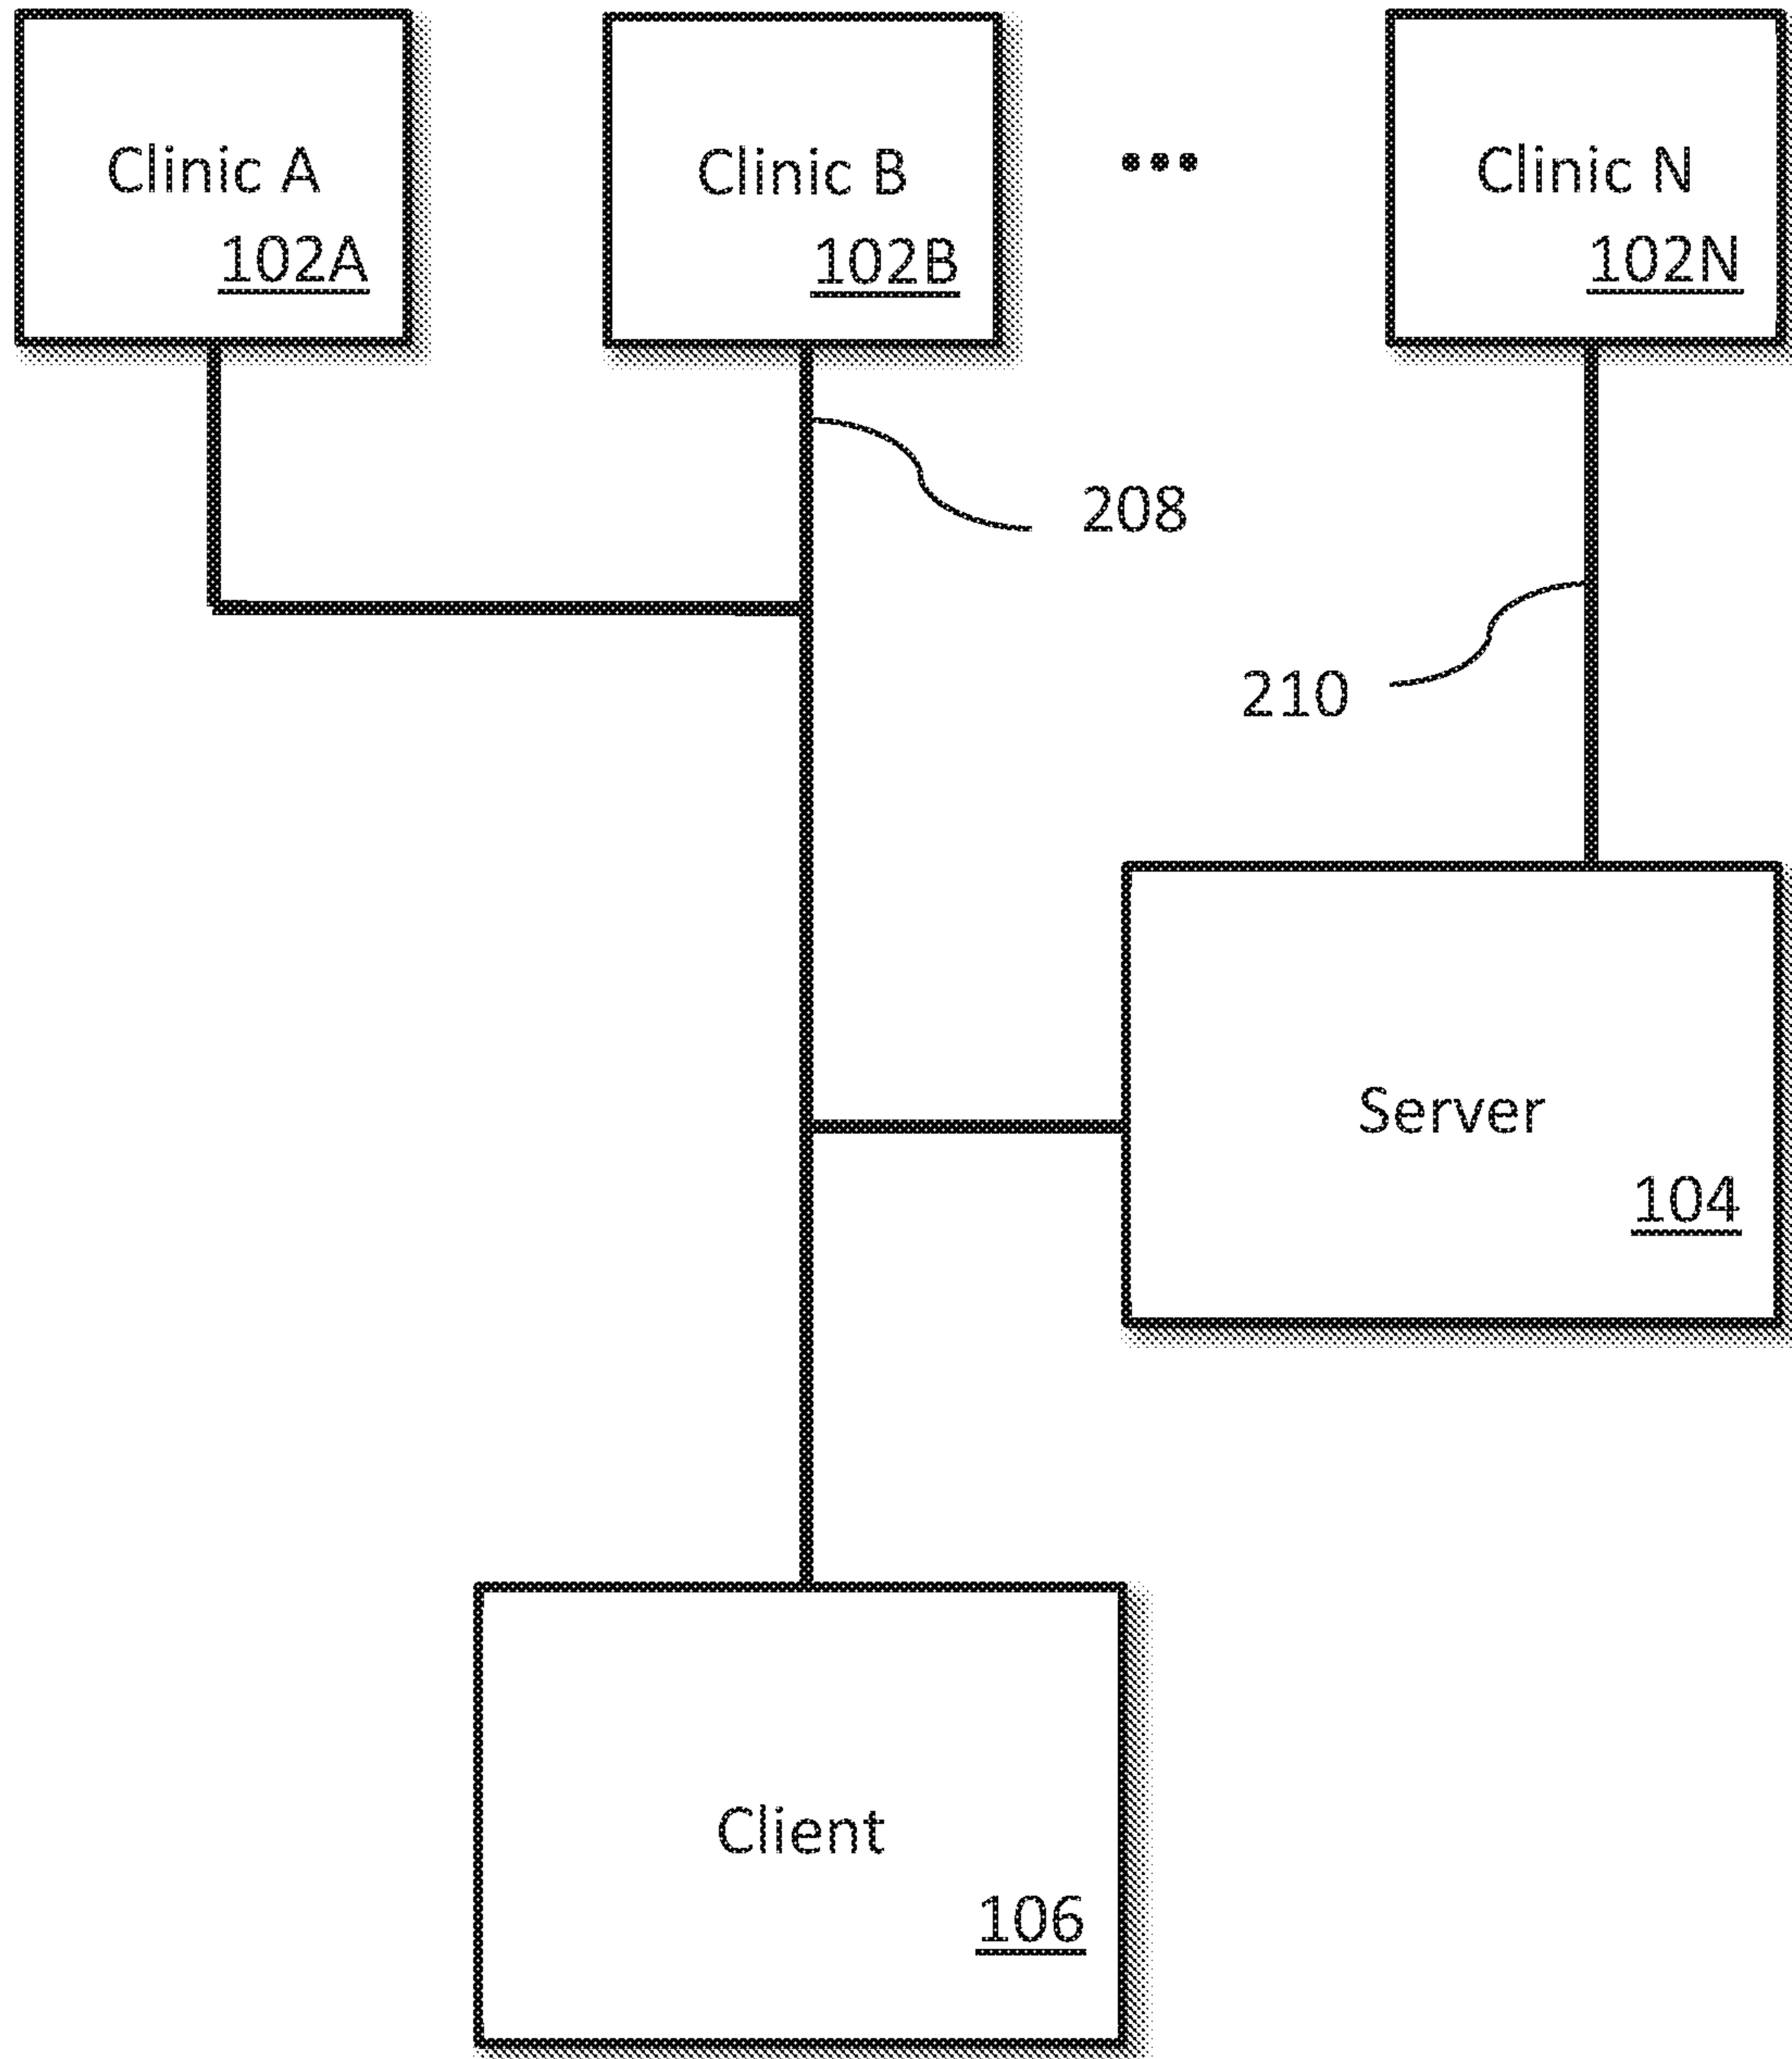 Clinic A
102A
Clinic B
102B
•••
Clinic N
102N
208
210
Server
104
Client
106